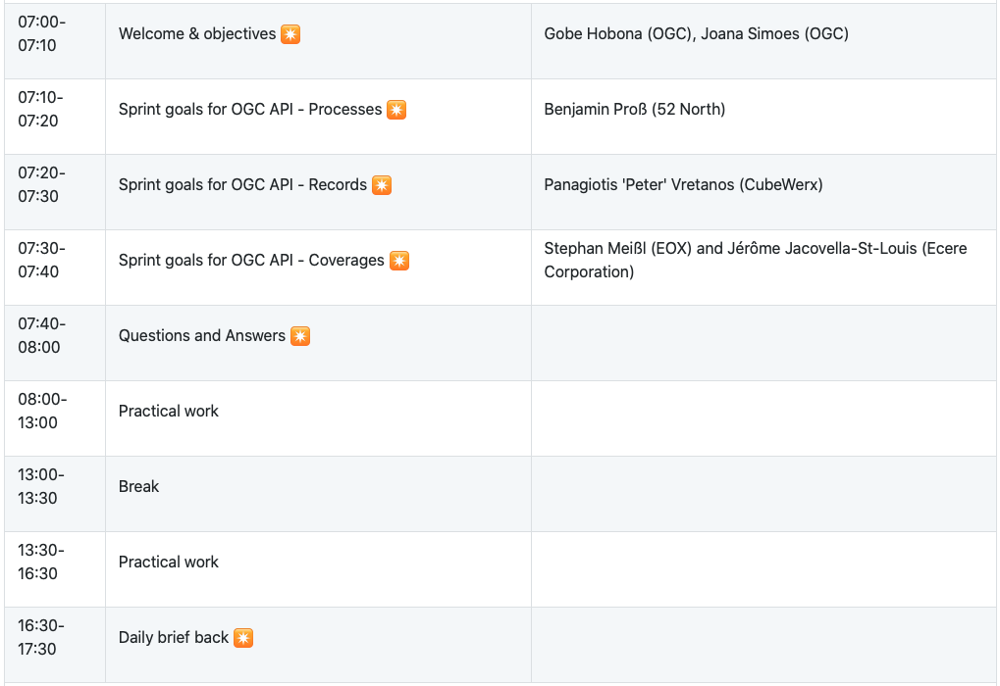 07:00-
07:10
Welcome & objectives ✴️
Gobe Hobona (OGC), Joana Simoes (OGC)
07:10-
07:20
Sprint goals for OGC API - Processes ✴️
Benjamin Proß (52 North)
07:20-
07:30
Sprint goals for OGC API - Records ✴️
Panagiotis 'Peter' Vretanos (CubeWerx)
07:30-
07:40
Sprint goals for OGC API - Coverages ✴️
Stephan Meißl (EOX) and Jérôme Jacovella-St-Louis (Ecere
Corporation)
07:40-
08:00
Questions and Answers ✴️
08:00-
13:00
Practical work
13:00-
13:30
Break
13:30-
16:30
Practical work
16:30-
17:30
Daily brief back ✴️